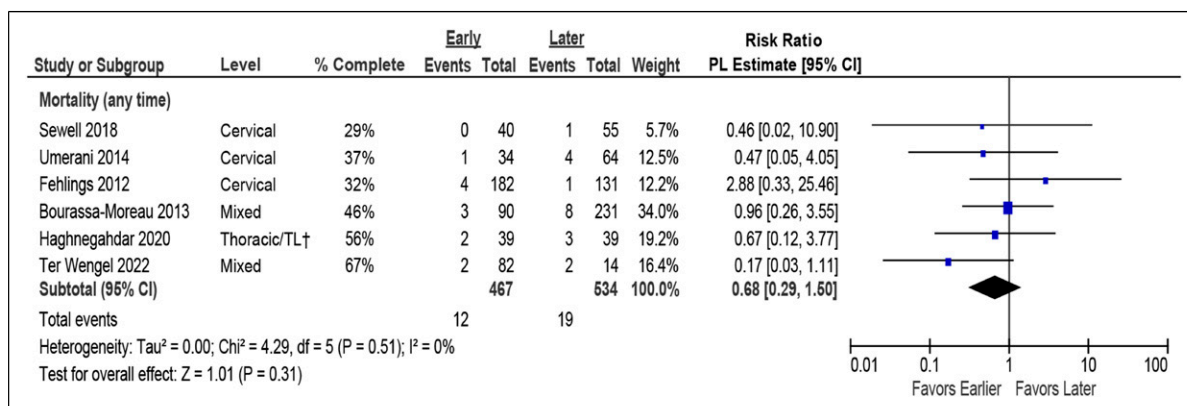 Early Later Risk Ratio
Study or Subgroup Level % Complete Events Total Events Total Weight PL Estimate [95% CI]
Mortality (any time)
Sewell 2018 Cervical 29% 0 40 1 55 5.7% 0.46 [0.02, 10.90]
Umerani 2014 Cervical 37% 1 34 4 64 12.5% 0.47 [0.05, 4.05]
Fehlings 2012 Cervical 32% 4 182 1 131 12.2% 2.88 [0.33, 25.46]
Bourassa-Moreau 2013 Mixed 46% 3 90 8 231 34.0% 0.96 [0.26, 3.55]
Haghnegahdar 2020 Thoracic/TL† 56% 2 39 3 39 19.2% 0.67 [0.12, 3.77]
Ter Wengel 2022 Mixed 67% 2 82 2 14 16.4% 0.17 [0.03, 1.11]
Subtotal (95% CI) 467 534 100.0% 0.68 [0.29, 1.50]
Total events 12 19
Heterogeneity: Tau² = 0.00; Chi² = 4.29, df = 5 (P = 0.51); I² = 0%
Test for overall effect: Z = 1.01 (P = 0.31)
0.01 0.1 1 10 100
Favors Earlier Favors Later